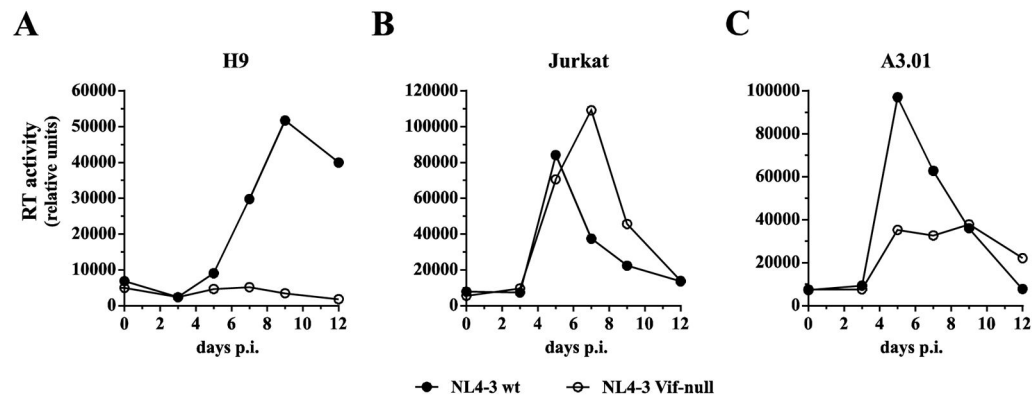 A
H9
RT activity
(relative units)
60000
50000
40000
30000
20000
10000
0
0 2 4 6 8 10 12
days p.i.
B
Jurkat
120000
100000
80000
60000
40000
20000
0
0 2 4 6 8 10 12
days p.i.
C
A3.01
100000
80000
60000
40000
20000
0
0 2 4 6 8 10 12
days p.i.
NL4-3 wt NL4-3 Vif-null